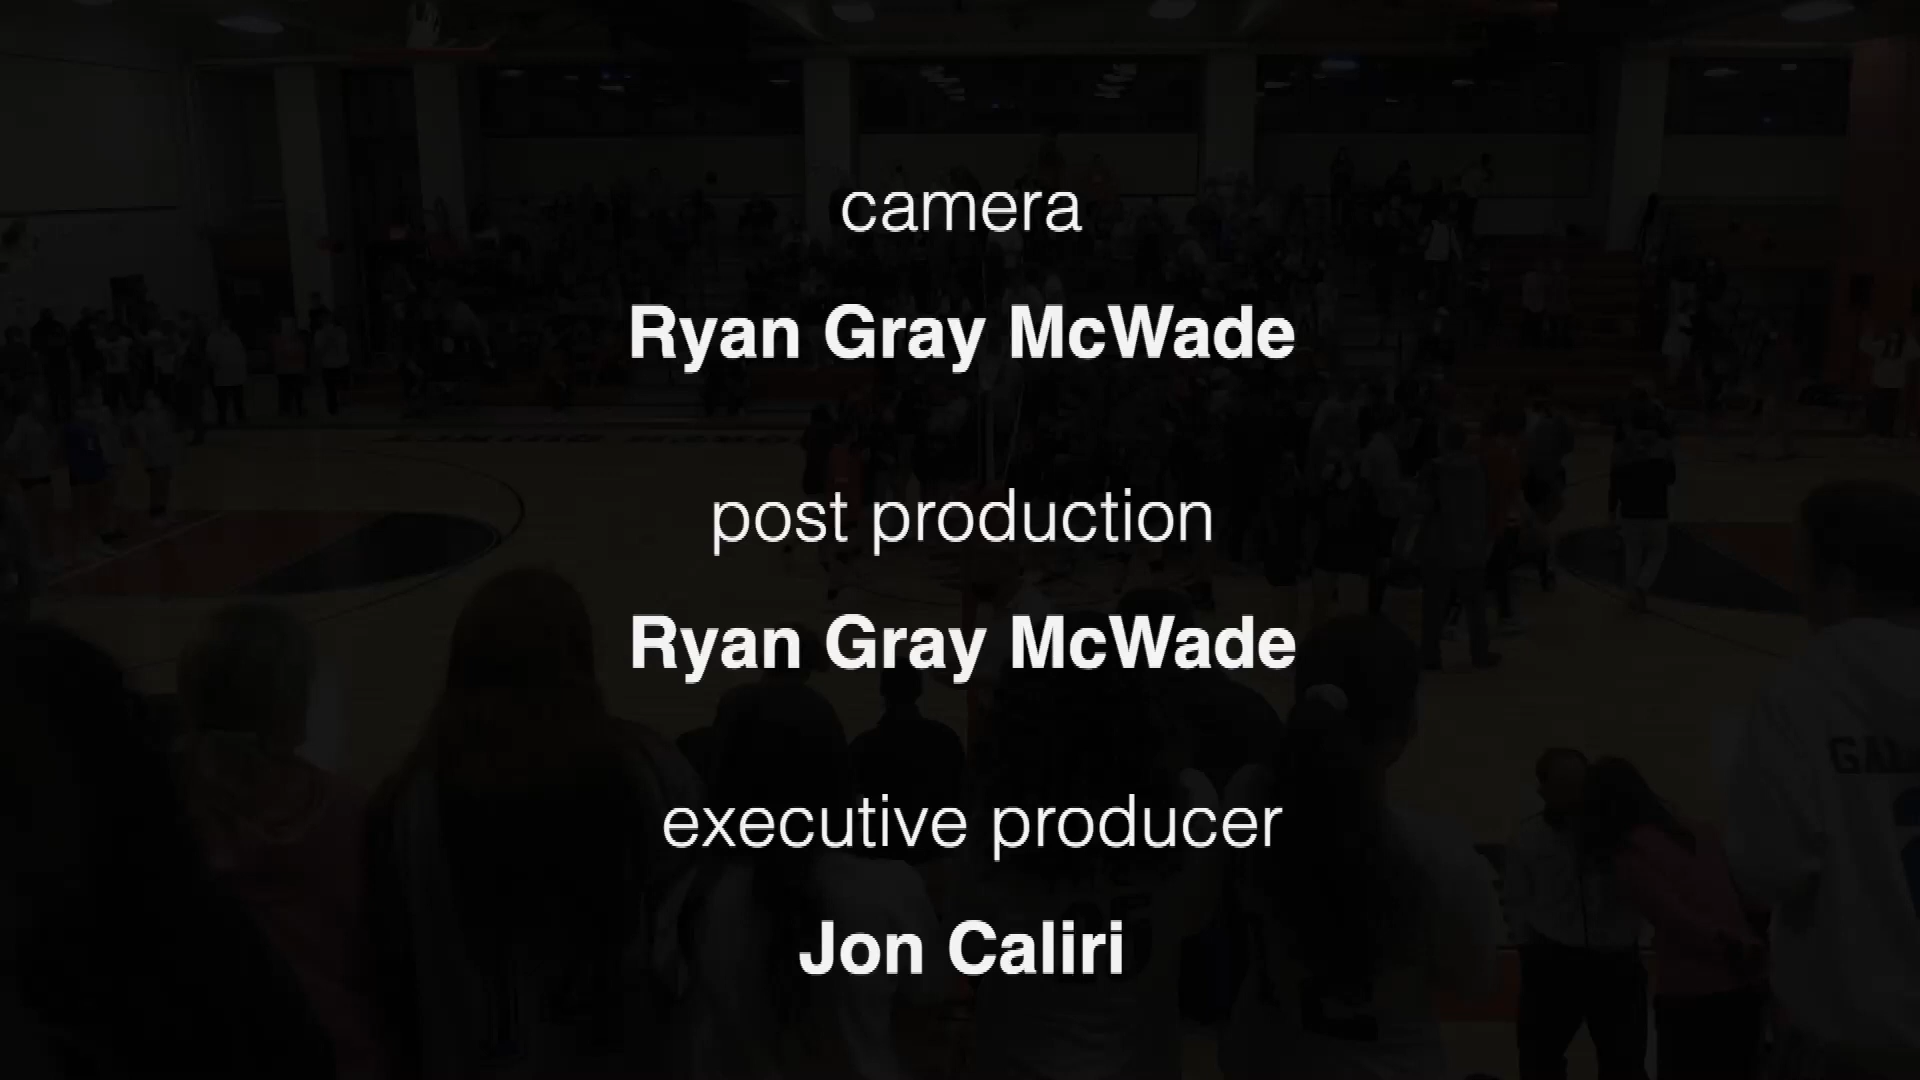 camera
Ryan Gray McWade
post production
Ryan Gray McWade
executive producer
Jon Caliri